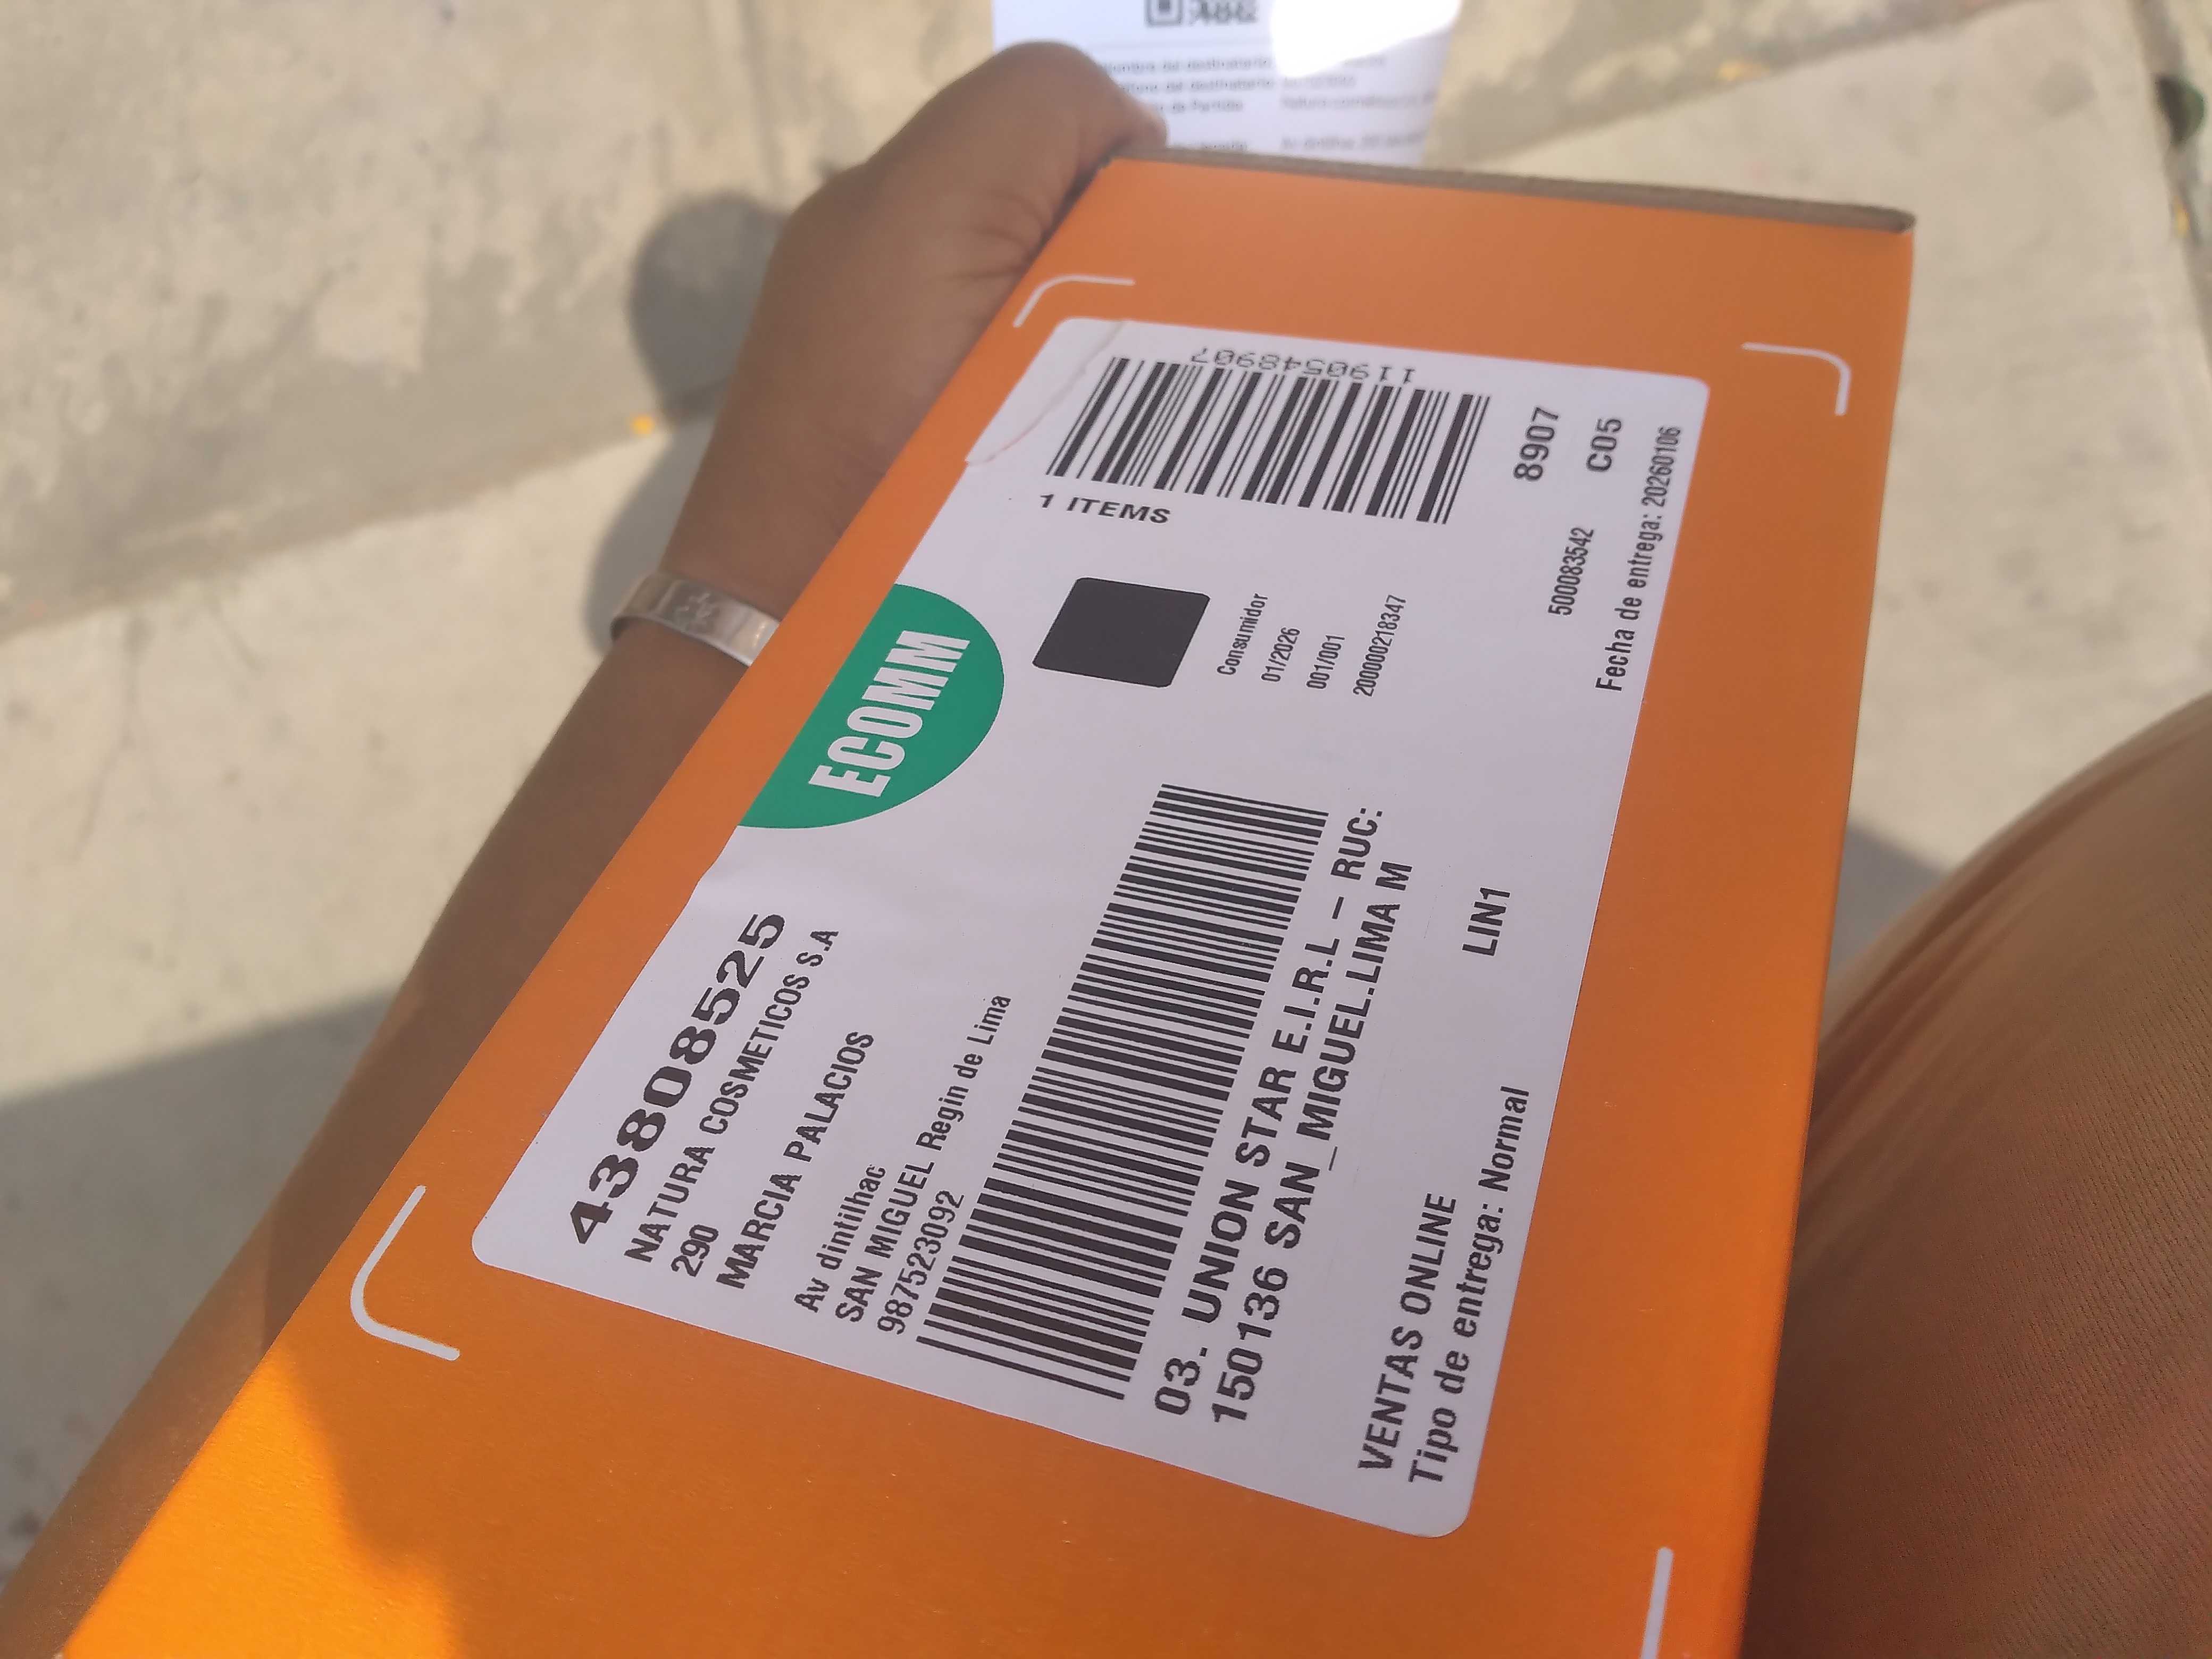 43808525
NATURA COSMETICOS S.A
290
MARCIA PALACIOS
Av dintilhac
SAN MIGUEL Regin de Lima
987523092
ECOMM
1 ITEMS
1190548907
Consumidor
01/2026
001/001
200000218347
03. UNION STAR E.I.R.L – RUC:
150136 SAN_MIGUEL.LIMA M
8907
500083542 C05
LIN1
VENTAS ONLINE
Tipo de entrega: Normal
Fecha de entrega: 20260106